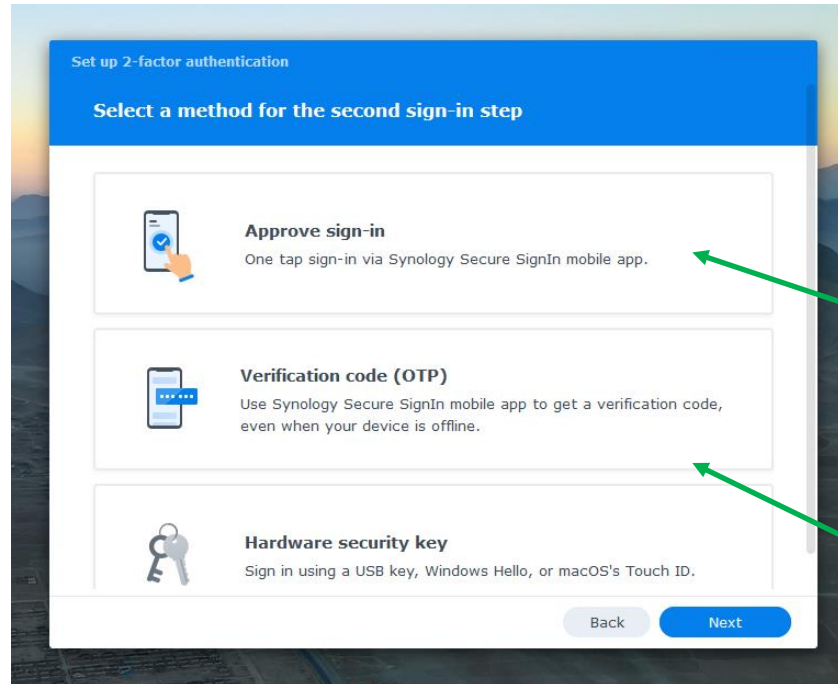 Set up 2-factor authentication
Select a method for the second sign-in step
Approve sign-in
One tap sign-in via Synology Secure SignIn mobile app.
Verification code (OTP)
Use Synology Secure SignIn mobile app to get a verification code,
even when your device is offline.
Hardware security key
Sign in using a USB key, Windows Hello, or macOS's Touch ID.
Back
Next